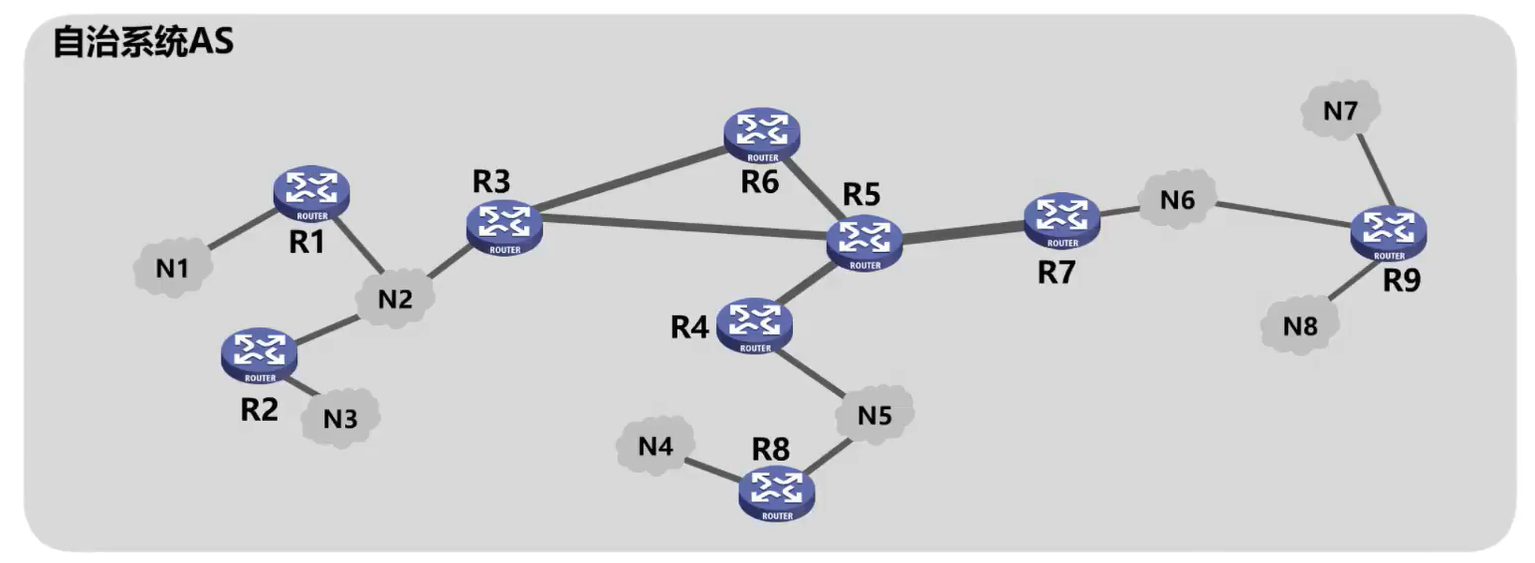 自治系统AS
N7
ROUTER
R6
R3
R5
ROUTER
N6
ROUTER
R1
ROUTER
ROUTER
ROUTER
ROUTER
R7
R9
N1
N2
R4
ROUTER
N8
ROUTER
R2
N3
N5
N4
R8
ROUTER